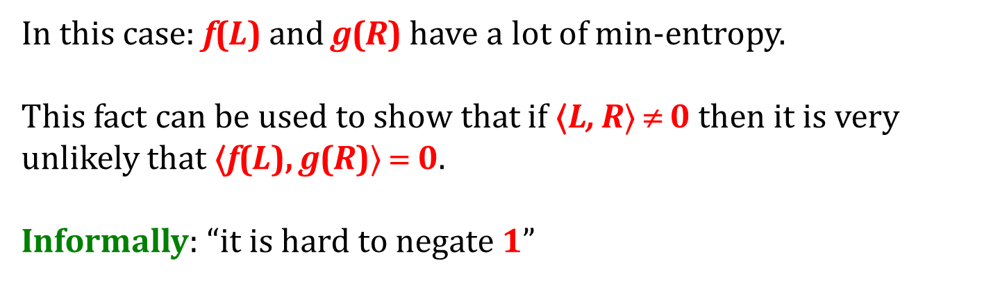 In this case: f(L) and g(R) have a lot of min-entropy.
This fact can be used to show that if ⟨L, R⟩ ≠ 0 then it is very
unlikely that ⟨f(L), g(R)⟩ = 0.
Informally: “it is hard to negate 1”